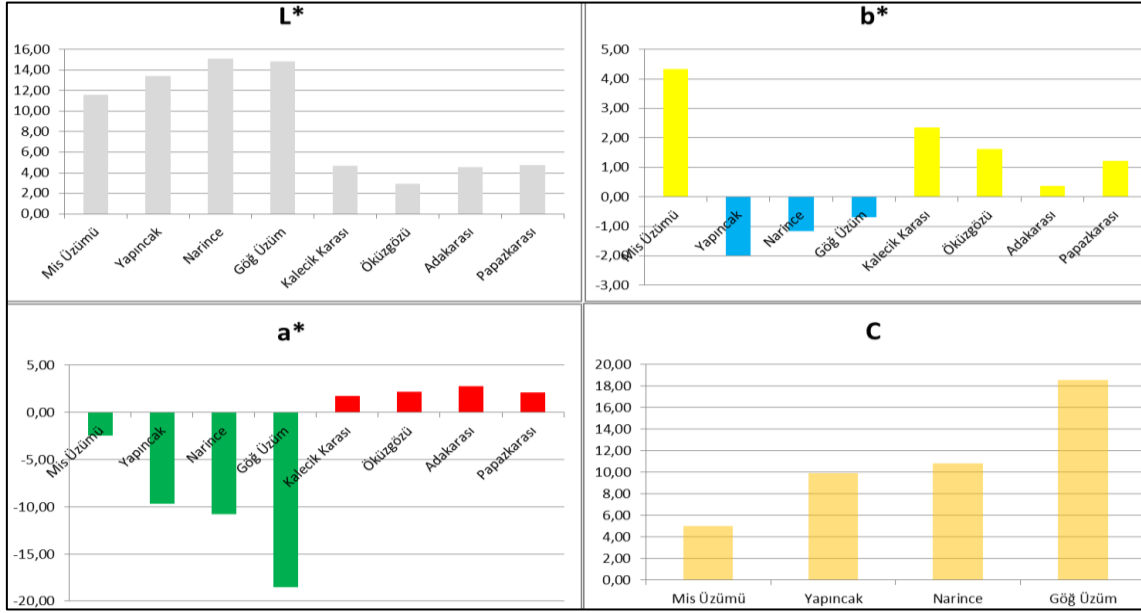 L*
16,00
14,00
12,00
10,00
8,00
6,00
4,00
2,00
0,00
Mis Üzümü
Yapıncak
Narince
Göğ Üzüm
Kalecik Karası
Öküzgözü
Adakarası
Papazkarası
b*
5,00
4,00
3,00
2,00
1,00
0,00
-1,00
-2,00
-3,00
Mis Üzümü
Yapıncak
Narince
Göğ Üzüm
Kalecik Karası
Öküzgözü
Adakarası
Papazkarası
a*
5,00
0,00
-5,00
-10,00
-15,00
-20,00
Mis Üzümü
Yapıncak
Narince
Göğ Üzüm
Kalecik Karası
Öküzgözü
Adakarası
Papazkarası
C
20,00
18,00
16,00
14,00
12,00
10,00
8,00
6,00
4,00
2,00
0,00
Mis Üzümü Yapıncak Narince Göğ Üzüm